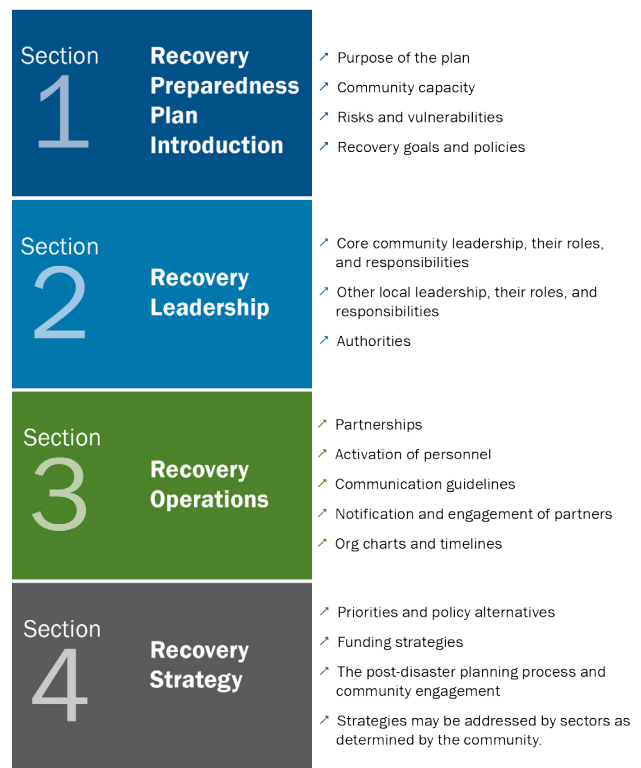 Section
1
Recovery
Preparedness
Plan
Introduction
↗ Purpose of the plan
↗ Community capacity
↗ Risks and vulnerabilities
↗ Recovery goals and policies
Section
2
Recovery
Leadership
↗ Core community leadership, their roles,
and responsibilities
↗ Other local leadership, their roles, and
responsibilities
↗ Authorities
Section
3
Recovery
Operations
↗ Partnerships
↗ Activation of personnel
↗ Communication guidelines
↗ Notification and engagement of partners
↗ Org charts and timelines
Section
4
Recovery
Strategy
↗ Priorities and policy alternatives
↗ Funding strategies
↗ The post-disaster planning process and
community engagement
↗ Strategies may be addressed by sectors as
determined by the community.